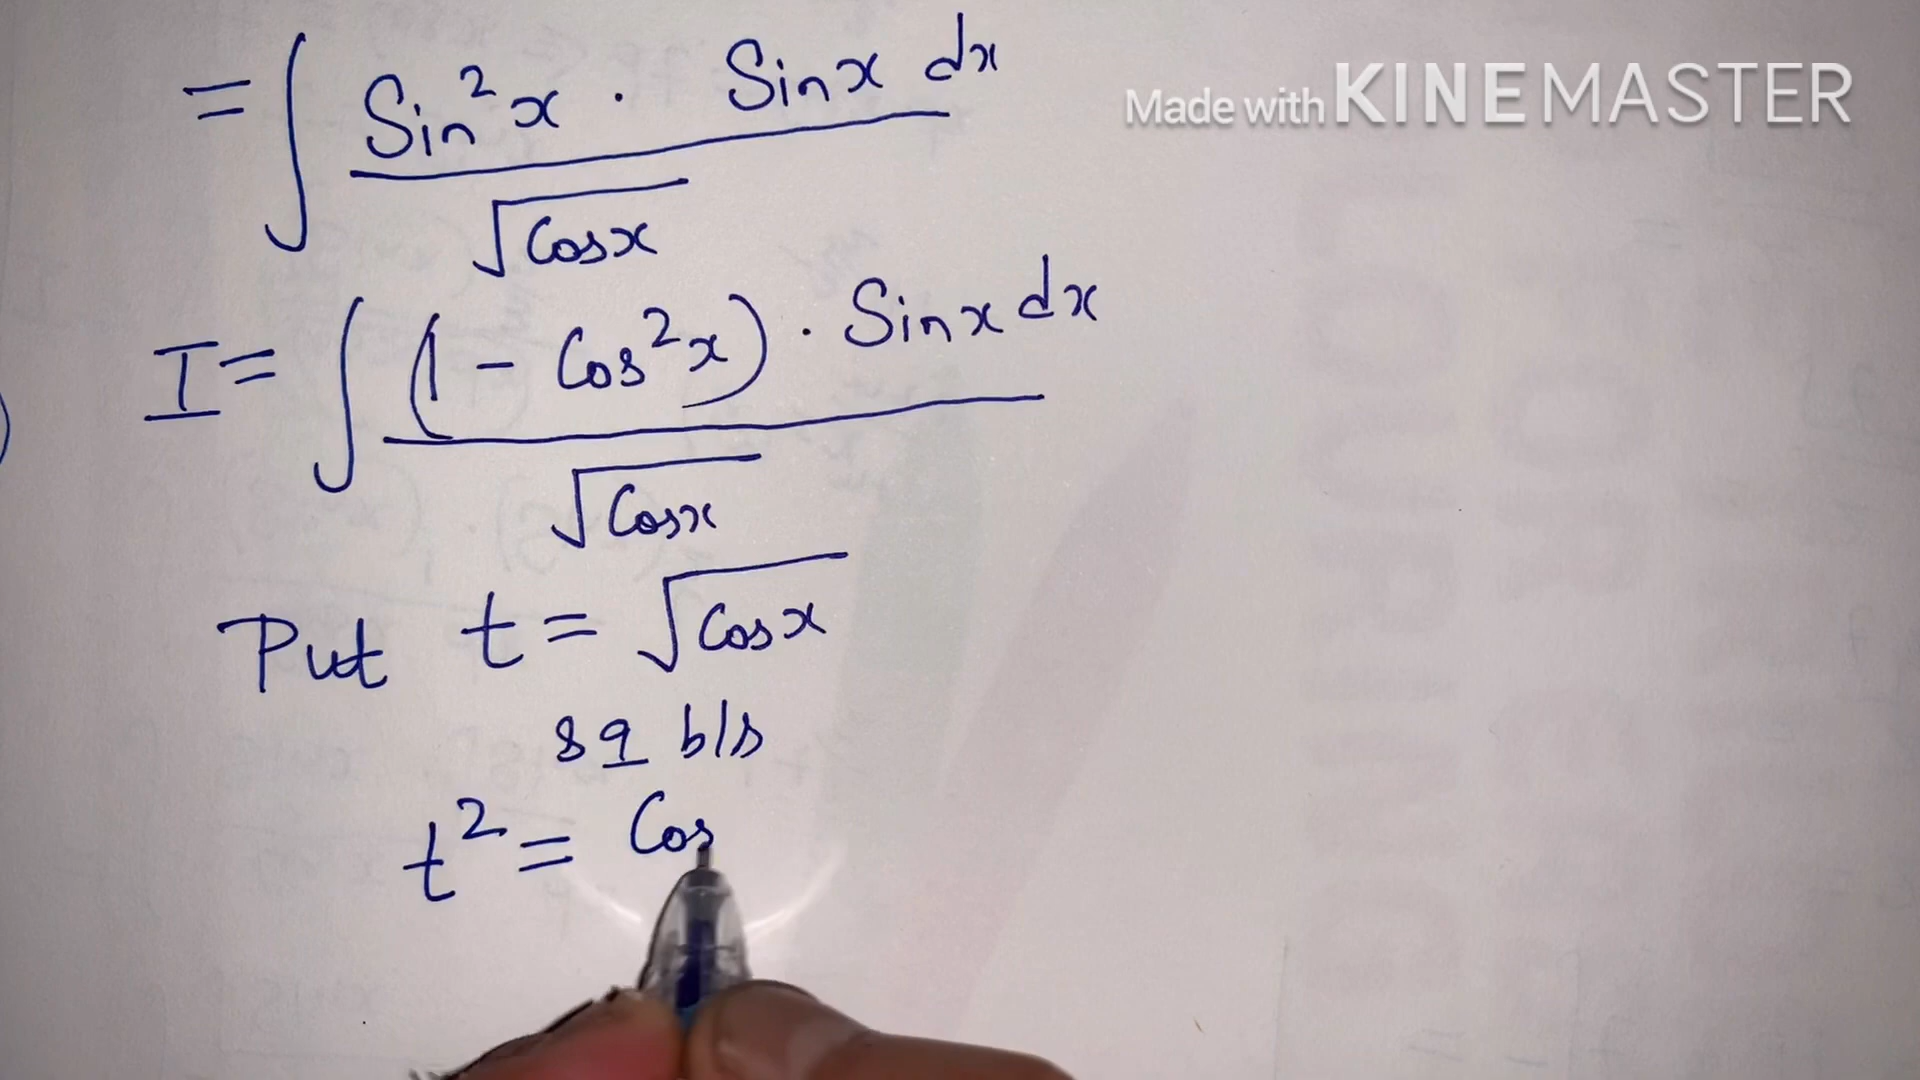 = ∫ Sin²x · Sinx dx / √Cosx
Made with KINEMASTER
I = ∫ (1 - Cos²x) · Sinx dx / √Cosx
Put t = √Cosx
sq b/s
t² = Cos